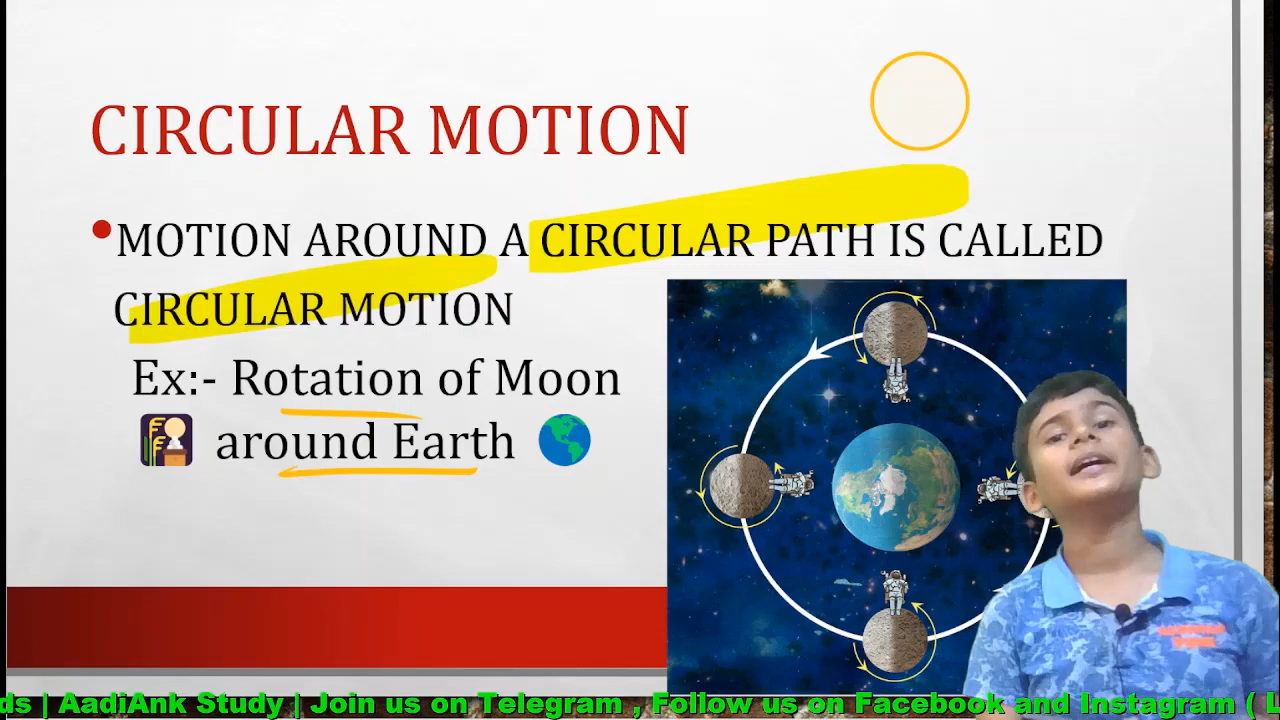 CIRCULAR MOTION
•MOTION AROUND A CIRCULAR PATH IS CALLED
CIRCULAR MOTION
Ex:- Rotation of Moon
around Earth
ds | AadiAnk Study | Join us on Telegram , Follow us on Facebook and Instagram ( L